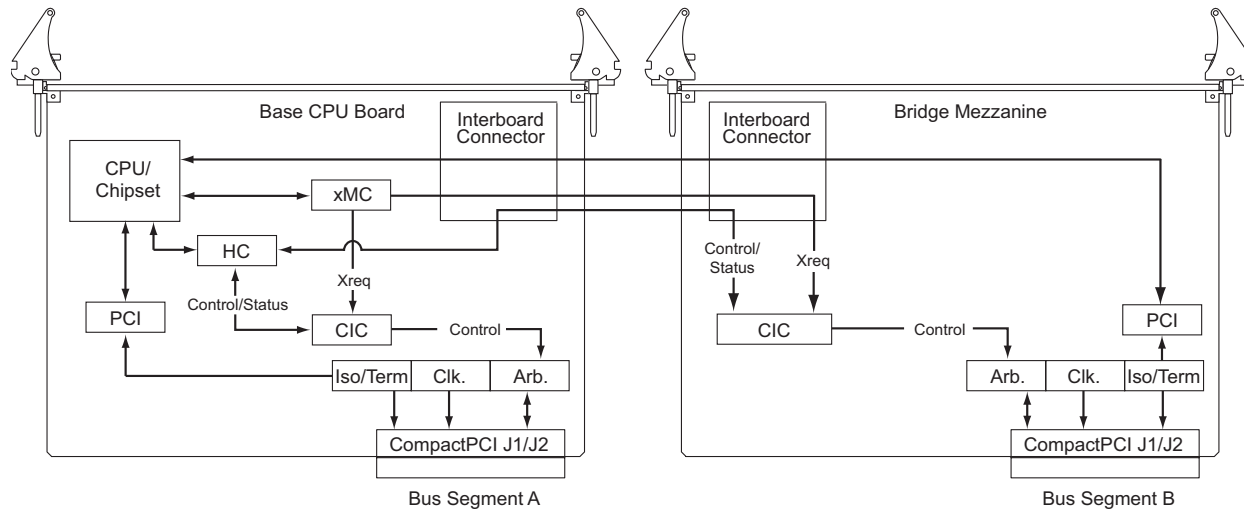 Base CPU Board
Interboard
Connector
Interboard
Connector
Bridge Mezzanine
CPU/
Chipset
xMC
HC
Control/
Status
Xreq
Xreq
Control/Status
PCI
CIC
Control
CIC
Control
PCI
Iso/Term
Clk.
Arb.
Arb.
Clk.
Iso/Term
CompactPCI J1/J2
CompactPCI J1/J2
Bus Segment A
Bus Segment B